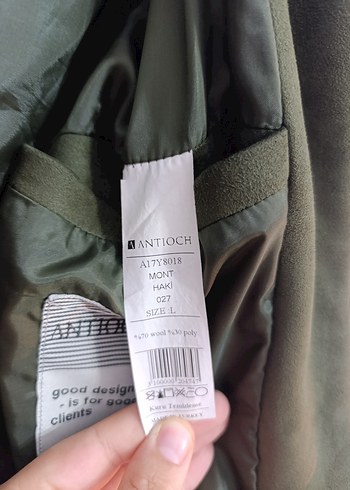 ANTIOCH
A17Y8018
MONT
HAKİ
027
SIZE :L
%70 wool %30 poly
ANTIOCH
good design
- is for good
clients